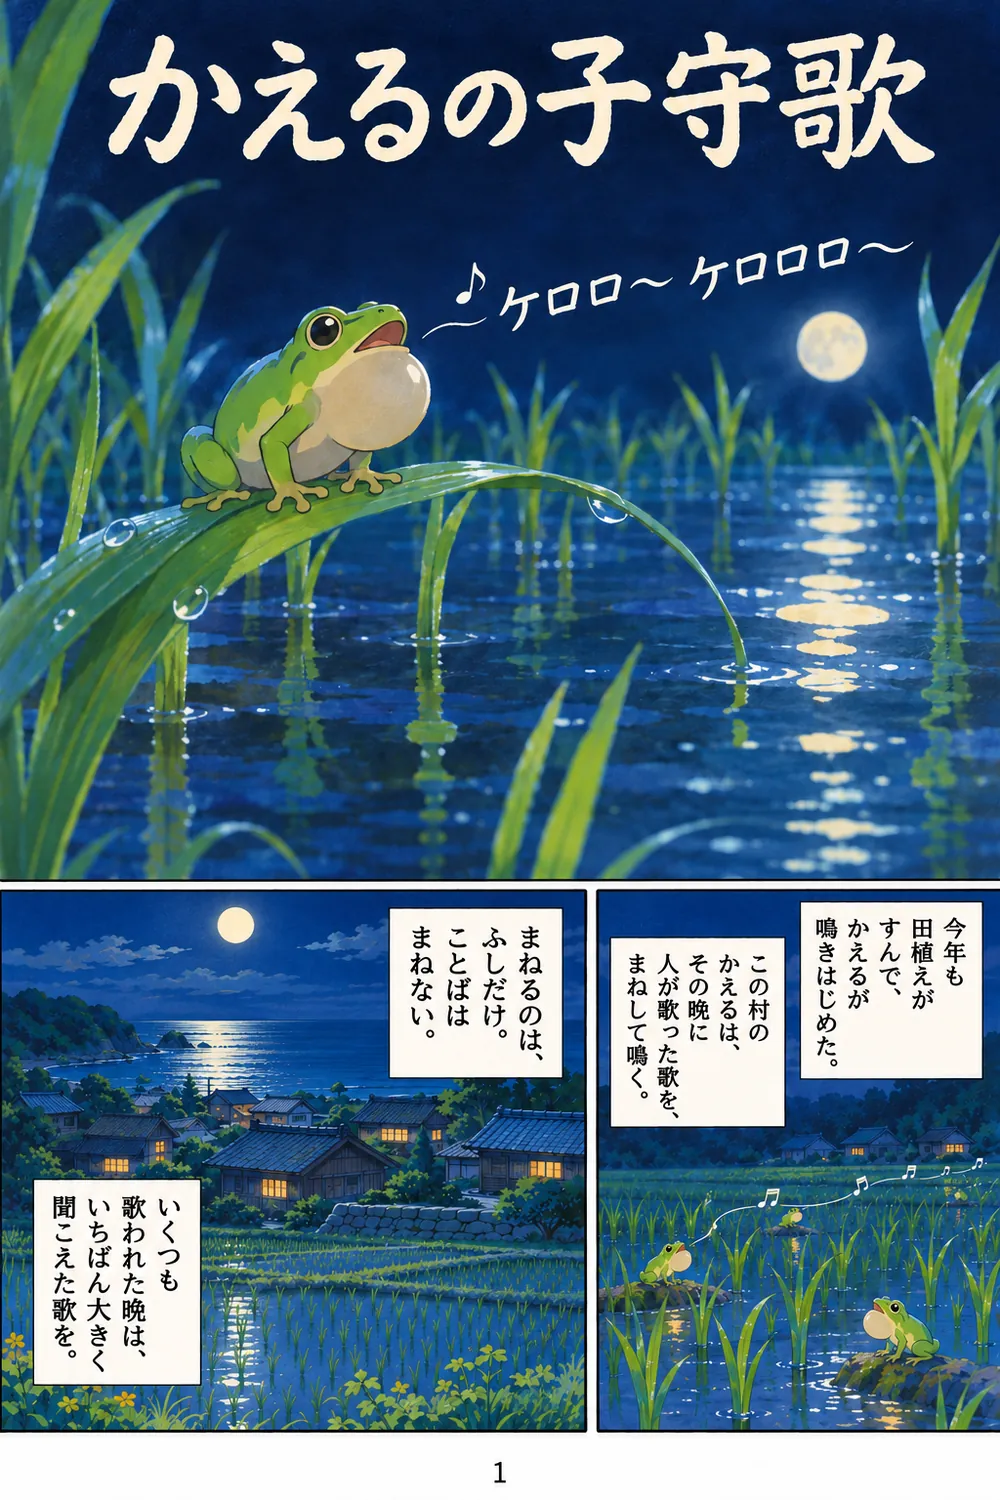 かえるの子守歌
♪ケロロ〜 ケロロロ〜
今年も
田植えが
すんで、
かえるが
鳴きはじめた。
この村の
かえるは、
その晩に
人が歌った歌を、
まねして鳴く。
まねるのは、
ふしだけ。
ことばは
まねない。
いくつも
歌われた晩は、
いちばん大きく
聞こえた歌を。
1